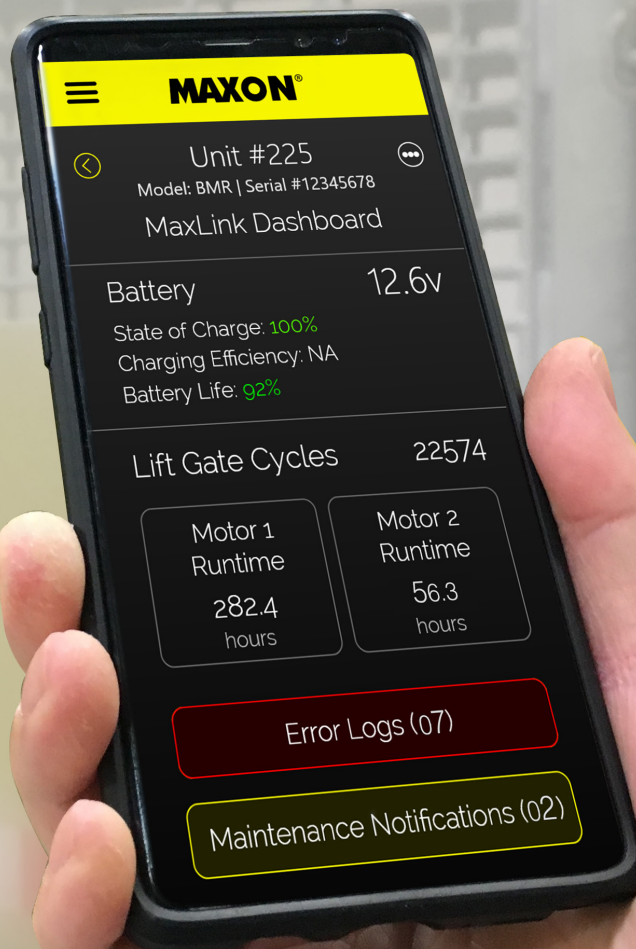 MAXON®
Unit #225
Model: BMR | Serial #12345678
MaxLink Dashboard
Battery 12.6v
State of Charge: 100%
Charging Efficiency: NA
Battery Life: 92%
Lift Gate Cycles 22574
Motor 1
Runtime
282.4
hours
Motor 2
Runtime
56.3
hours
Error Logs (07)
Maintenance Notifications (02)